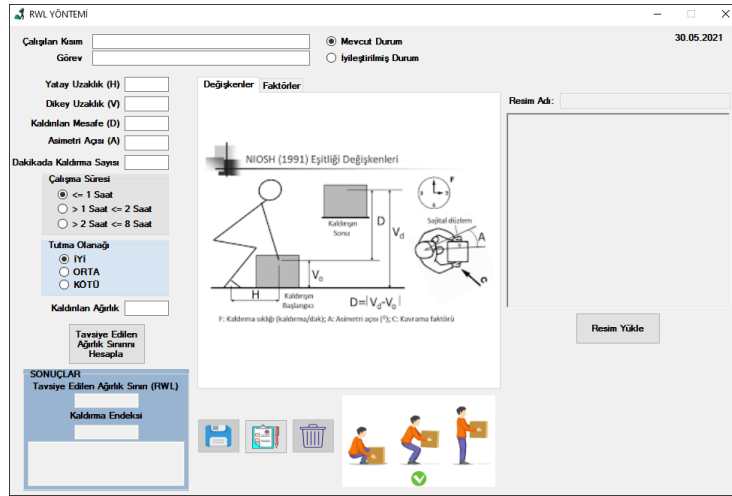 RWL YÖNTEMİ
30.05.2021
Çalışılan Kısım
Görev
Mevcut Durum
İyileştirilmiş Durum
Yatay Uzaklık (H)
Dikey Uzaklık (V)
Kaldırılan Mesafe (D)
Asimetri Açısı (A)
Dakikada Kaldırma Sayısı
Çalışma Süresi
<= 1 Saat
> 1 Saat <= 2 Saat
> 2 Saat <= 8 Saat
Tutma Olanağı
İYİ
ORTA
KÖTÜ
Kaldırılan Ağırlık
Tavsiye Edilen
Ağırlık Sınırını
Hesapla
SONUÇLAR
Tavsiye Edilen Ağırlık Sınırı (RWL)
Kaldırma Endeksi
Değişkenler Faktörler
NIOSH (1991) Eşitliği Değişkenleri
F
Kaldırışın
Sonu
D
V_d
Sajital düzlem
A
V_o
C
H
Kaldırışın
Başlangıcı
D=|V_d-V_o|
F: Kaldırma sıklığı (kaldırma/dak); A: Asimetri açısı (⁰); C: Kavrama faktörü
Resim Adı:
Resim Yükle